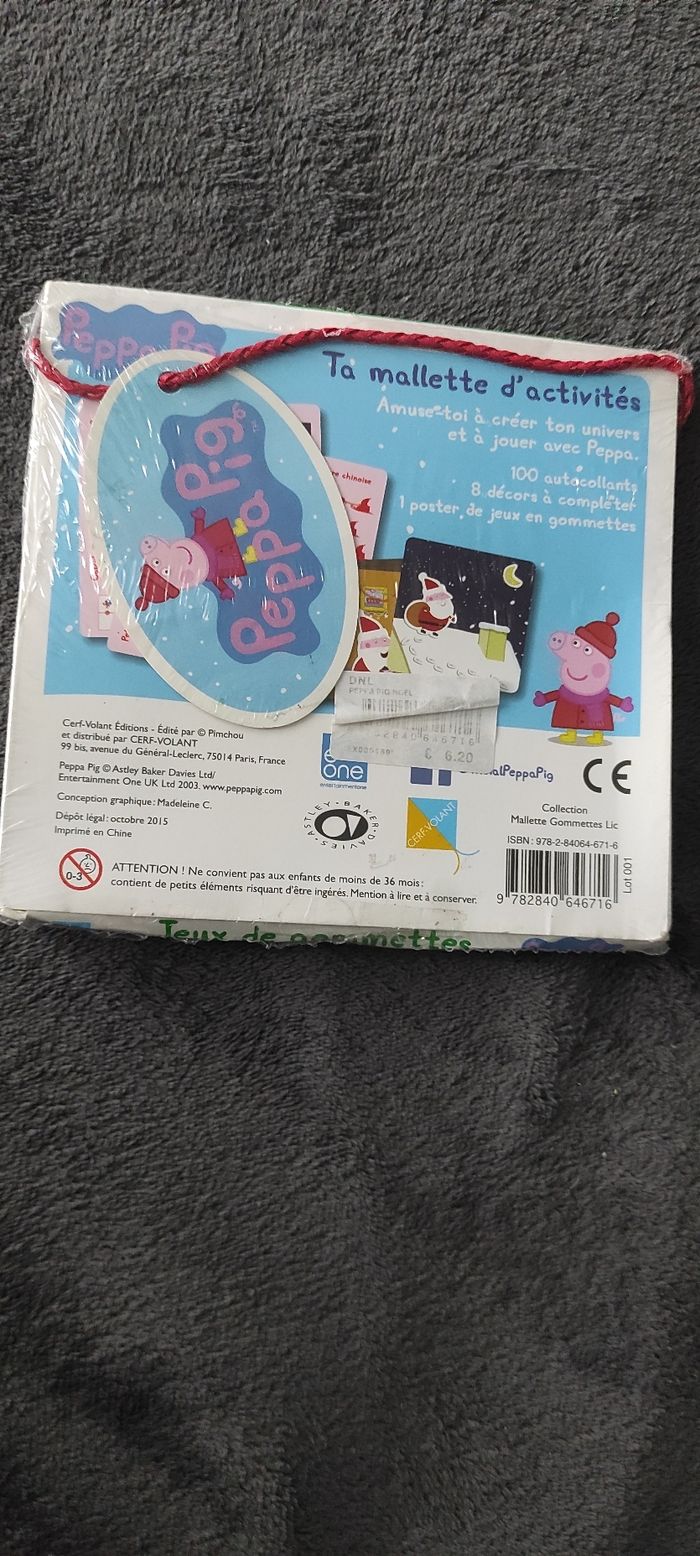 Peppa Pig
Ta mallette d'activités
Amuse-toi à créer ton univers
et à jouer avec Peppa.
100 autocollants
8 décors à compléter
1 poster de jeux en gommettes
Peppa Pig
chinoise
DNL
PEPPA PIG NOEL
2840646716
€ 6.20
Cerf-Volant Éditions - Édité par © Pimchou
et distribué par CERF-VOLANT
99 bis, avenue du Général-Leclerc, 75014 Paris, France
Peppa Pig © Astley Baker Davies Ltd/
Entertainment One UK Ltd 2003. www.peppapig.com
Conception graphique : Madeleine C.
Dépôt légal : octobre 2015
Imprimé en Chine
one
entertainmentone
PeppaPig
CE
ASTLEY-BAKER-DAVIES
CERF-VOLANT
Collection
Mallette Gommettes Lic
ISBN : 978-2-84064-671-6
9 782840 646716
Lot 001
0-3
ATTENTION ! Ne convient pas aux enfants de moins de 36 mois :
contient de petits éléments risquant d'être ingérés. Mention à lire et à conserver.
Jeux de gommettes